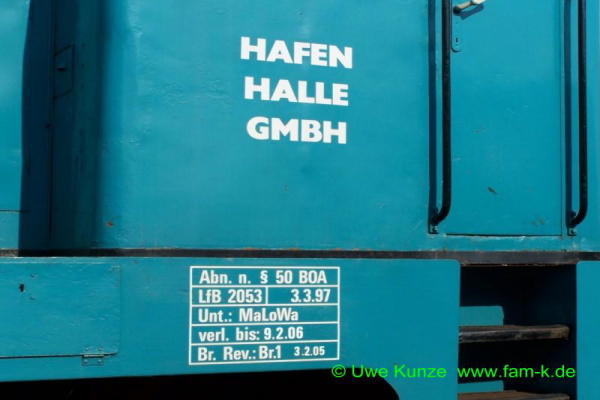 HAFEN
HALLE
GMBH
Abn. n. § 50 BOA
LfB 2053 3.3.97
Unt.: MaLoWa
verl. bis: 9.2.06
Br. Rev.: Br.1 3.2.05
© Uwe Kunze www.fam-k.de